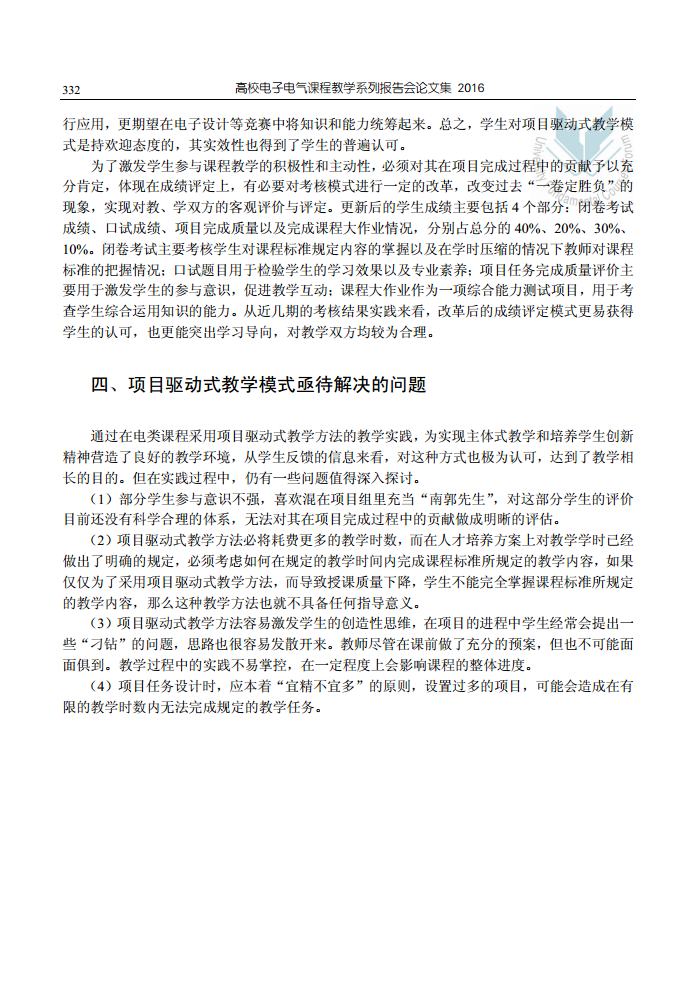 332
高校电子电气课程教学系列报告会论文集 2016
行应用，更期望在电子设计等竞赛中将知识和能力统筹起来。总之，学生对项目驱动式教学模
式是持欢迎态度的，其实效性也得到了学生的普遍认可。
为了激发学生参与课程教学的积极性和主动性，必须对其在项目完成过程中的贡献予以充
分肯定，体现在成绩评定上，有必要对考核模式进行一定的改革，改变过去“一卷定胜负”的
现象，实现对教、学双方的客观评价与评定。更新后的学生成绩主要包括 4 个部分：闭卷考试
成绩、口试成绩、项目完成质量以及完成课程大作业情况，分别占总分的 40%、20%、30%、
10%。闭卷考试主要考核学生对课程标准规定内容的掌握以及在学时压缩的情况下教师对课程
标准的把握情况；口试题目用于检验学生的学习效果以及专业素养；项目任务完成质量评价主
要用于激发学生的参与意识，促进教学互动；课程大作业作为一项综合能力测试项目，用于考
查学生综合运用知识的能力。从近几期的考核结果实践来看，改革后的成绩评定模式更易获得
学生的认可，也更能突出学习导向，对教学双方均较为合理。
四、项目驱动式教学模式亟待解决的问题
通过在电类课程采用项目驱动式教学方法的教学实践，为实现主体式教学和培养学生创新
精神营造了良好的教学环境，从学生反馈的信息来看，对这种方式也极为认可，达到了教学相
长的目的。但在实践过程中，仍有一些问题值得深入探讨。
（1）部分学生参与意识不强，喜欢混在项目组里充当“南郭先生”，对这部分学生的评价
目前还没有科学合理的体系，无法对其在项目完成过程中的贡献做成明晰的评估。
（2）项目驱动式教学方法必将耗费更多的教学时数，而在人才培养方案上对教学学时已经
做出了明确的规定，必须考虑如何在规定的教学时间内完成课程标准所规定的教学内容，如果
仅仅为了采用项目驱动式教学方法，而导致授课质量下降，学生不能完全掌握课程标准所规定
的教学内容，那么这种教学方法也就不具备任何指导意义。
（3）项目驱动式教学方法容易激发学生的创造性思维，在项目的进程中学生经常会提出一
些“刁钻”的问题，思路也很容易发散开来。教师尽管在课前做了充分的预案，但也不可能面
面俱到。教学过程中的实践不易掌控，在一定程度上会影响课程的整体进度。
（4）项目任务设计时，应本着“宜精不宜多”的原则，设置过多的项目，可能会造成在有
限的教学时数内无法完成规定的教学任务。